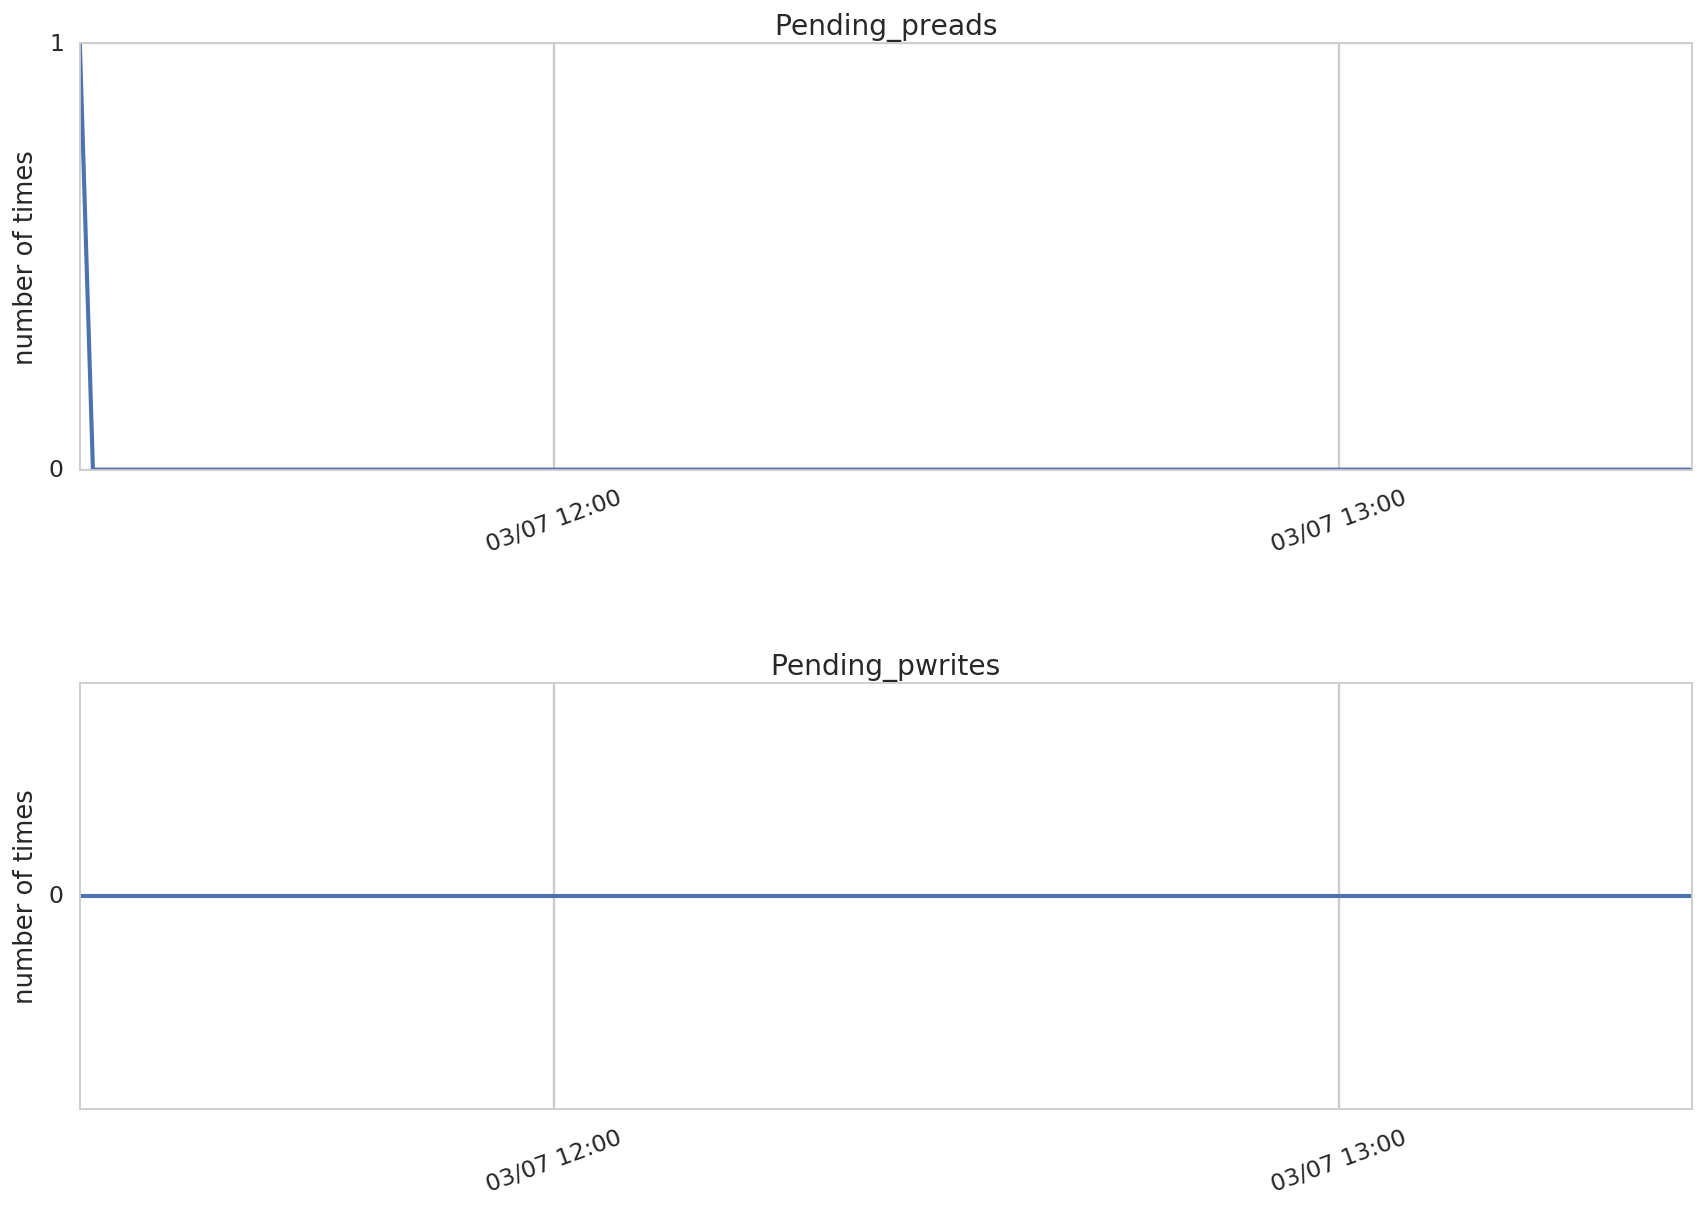 Pending_preads
1
number of times
0
03/07 12:00
03/07 13:00
Pending_pwrites
number of times
0
03/07 12:00
03/07 13:00